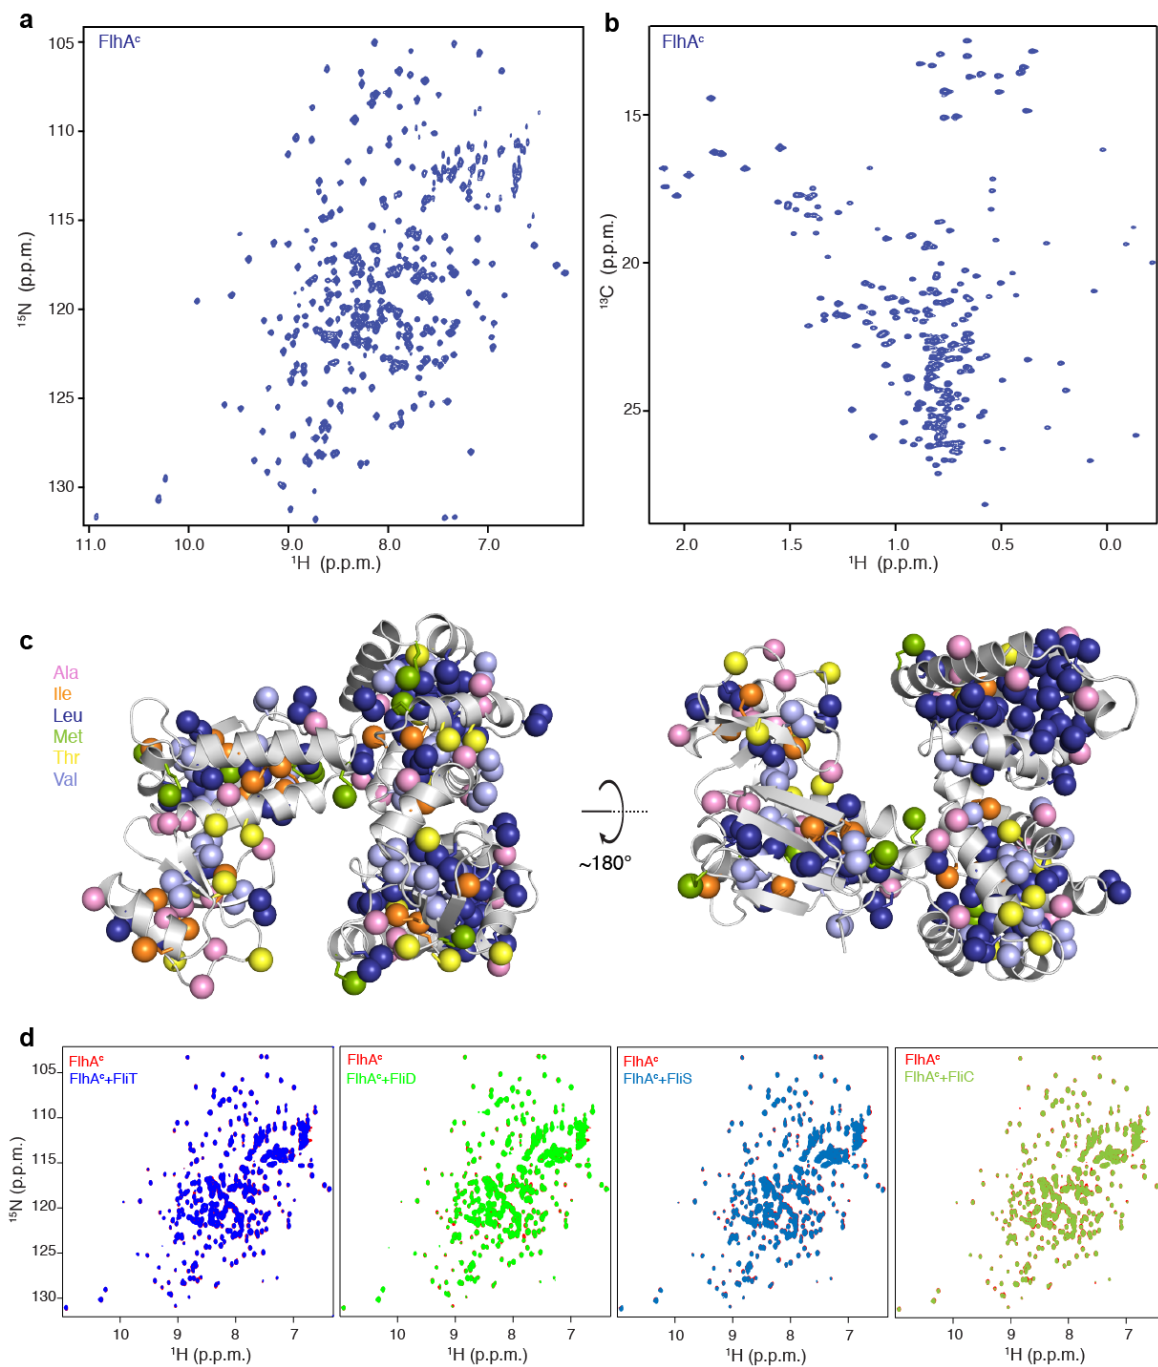 a
FlhAᶜ
105
110
115
120
125
130
¹⁵N (p.p.m.)
11.0 10.0 9.0 8.0 7.0
¹H (p.p.m.)
b
FlhAᶜ
15
20
25
¹³C (p.p.m.)
2.0 1.5 1.0 0.5 0.0
¹H (p.p.m.)
c
Ala
Ile
Leu
Met
Thr
Val
~180°
d
FlhAᶜ
FlhAᶜ+FliT
FlhAᶜ
FlhAᶜ+FliD
FlhAᶜ
FlhAᶜ+FliS
FlhAᶜ
FlhAᶜ+FliC
105
110
115
120
125
130
¹⁵N (p.p.m.)
10 9 8 7
10 9 8 7
10 9 8 7
10 9 8 7
¹H (p.p.m.)
¹H (p.p.m.)
¹H (p.p.m.)
¹H (p.p.m.)